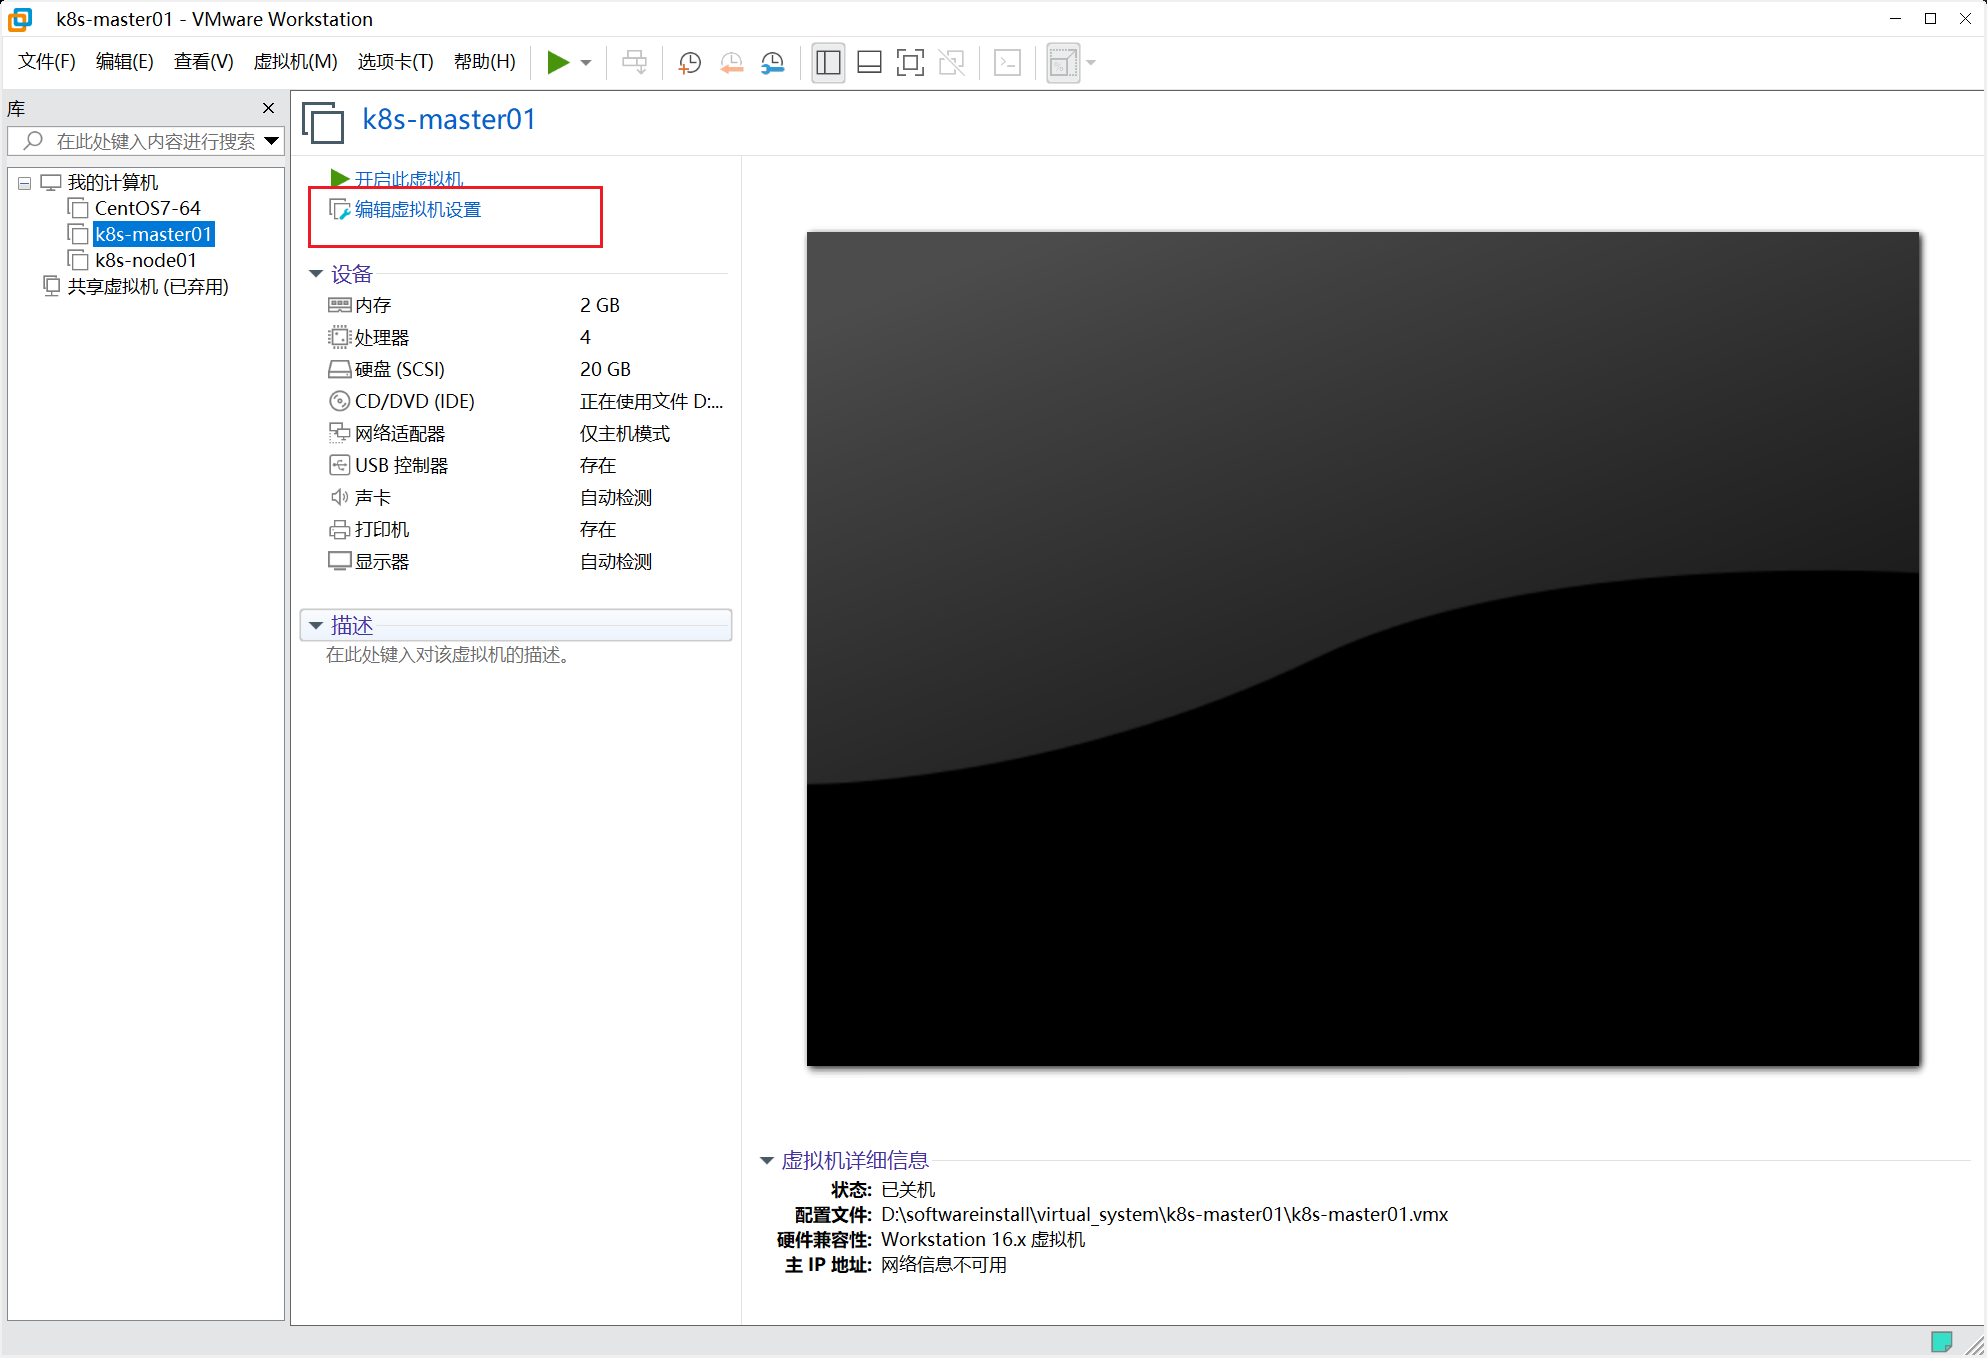 k8s-master01 - VMware Workstation
文件(F) 编辑(E) 查看(V) 虚拟机(M) 选项卡(T) 帮助(H)
库
在此处键入内容进行搜索
我的计算机
CentOS7-64
k8s-master01
k8s-node01
共享虚拟机 (已弃用)
k8s-master01
开启此虚拟机
编辑虚拟机设置
设备
内存 2 GB
处理器 4
硬盘 (SCSI) 20 GB
CD/DVD (IDE) 正在使用文件 D:...
网络适配器 仅主机模式
USB 控制器 存在
声卡 自动检测
打印机 存在
显示器 自动检测
描述
在此处键入对该虚拟机的描述。
虚拟机详细信息
状态: 已关机
配置文件: D:\softwareinstall\virtual_system\k8s-master01\k8s-master01.vmx
硬件兼容性: Workstation 16.x 虚拟机
主 IP 地址: 网络信息不可用